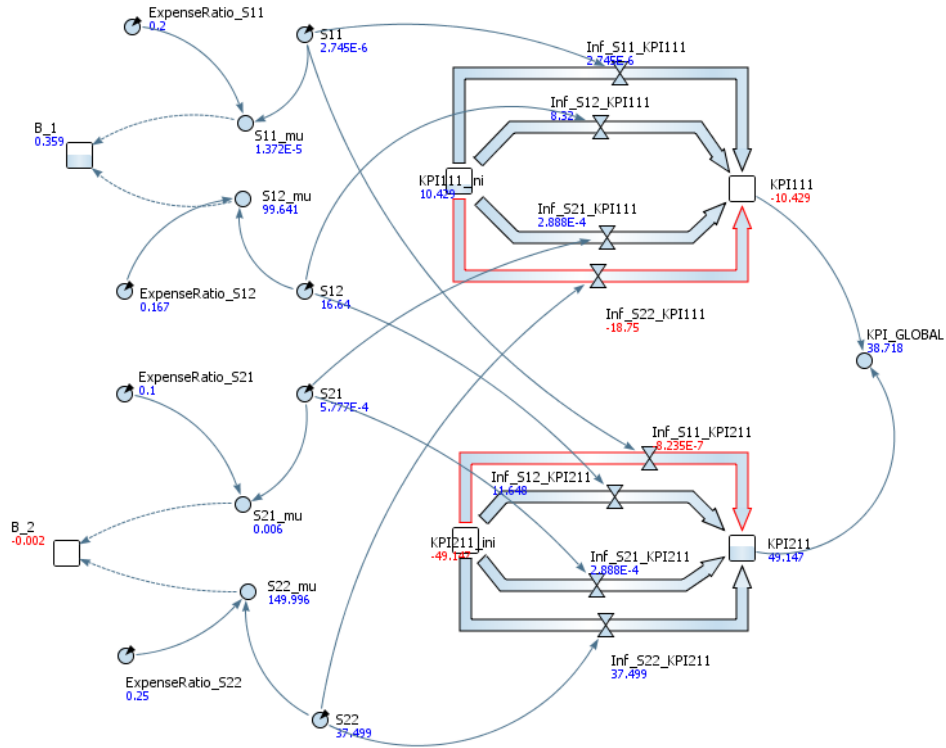 ExpenseRatio_S11
0.2
S11
2.745E-6
Inf_S11_KPI111
2.745E-6
Inf_S12_KPI111
8.32
B_1
0.359
S11_mu
1.372E-5
KPI111_ini
10.429
KPI111
-10.429
S12_mu
99.641
Inf_S21_KPI111
2.888E-4
ExpenseRatio_S12
0.167
S12
16.64
Inf_S22_KPI111
-18.75
KPI_GLOBAL
38.718
ExpenseRatio_S21
0.1
S21
5.777E-4
Inf_S11_KPI211
-8.235E-7
Inf_S12_KPI211
11.648
B_2
-0.002
S21_mu
0.006
KPI211_ini
-49.147
KPI211
49.147
Inf_S21_KPI211
2.888E-4
S22_mu
149.996
Inf_S22_KPI211
37.499
ExpenseRatio_S22
0.25
S22
37.499